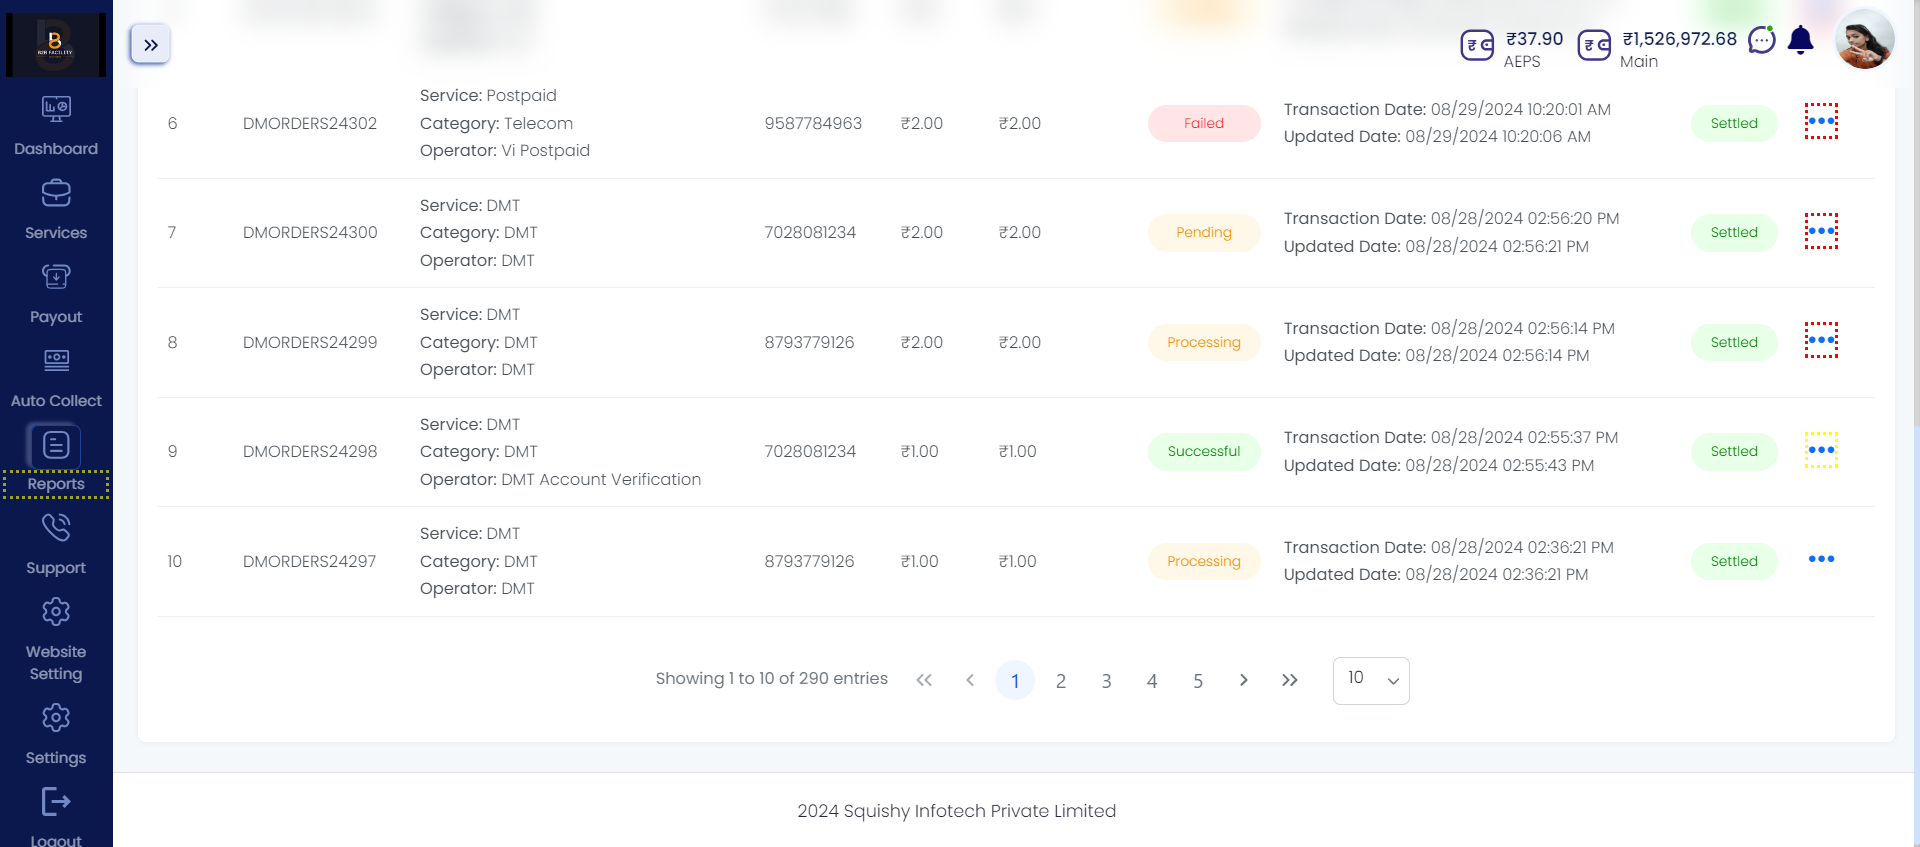 B2B FACILITY
₹37.90
AEPS
₹1,526,972.68
Main
Dashboard
Services
Payout
Auto Collect
Reports
Support
Website
Setting
Settings
Logout
6 DMORDERS24302 Service: Postpaid
Category: Telecom
Operator: Vi Postpaid 9587784963 ₹2.00 ₹2.00 Failed Transaction Date: 08/29/2024 10:20:01 AM
Updated Date: 08/29/2024 10:20:06 AM Settled
7 DMORDERS24300 Service: DMT
Category: DMT
Operator: DMT 7028081234 ₹2.00 ₹2.00 Pending Transaction Date: 08/28/2024 02:56:20 PM
Updated Date: 08/28/2024 02:56:21 PM Settled
8 DMORDERS24299 Service: DMT
Category: DMT
Operator: DMT 8793779126 ₹2.00 ₹2.00 Processing Transaction Date: 08/28/2024 02:56:14 PM
Updated Date: 08/28/2024 02:56:14 PM Settled
9 DMORDERS24298 Service: DMT
Category: DMT
Operator: DMT Account Verification 7028081234 ₹1.00 ₹1.00 Successful Transaction Date: 08/28/2024 02:55:37 PM
Updated Date: 08/28/2024 02:55:43 PM Settled
10 DMORDERS24297 Service: DMT
Category: DMT
Operator: DMT 8793779126 ₹1.00 ₹1.00 Processing Transaction Date: 08/28/2024 02:36:21 PM
Updated Date: 08/28/2024 02:36:21 PM Settled
Showing 1 to 10 of 290 entries 1 2 3 4 5 10
2024 Squishy Infotech Private Limited